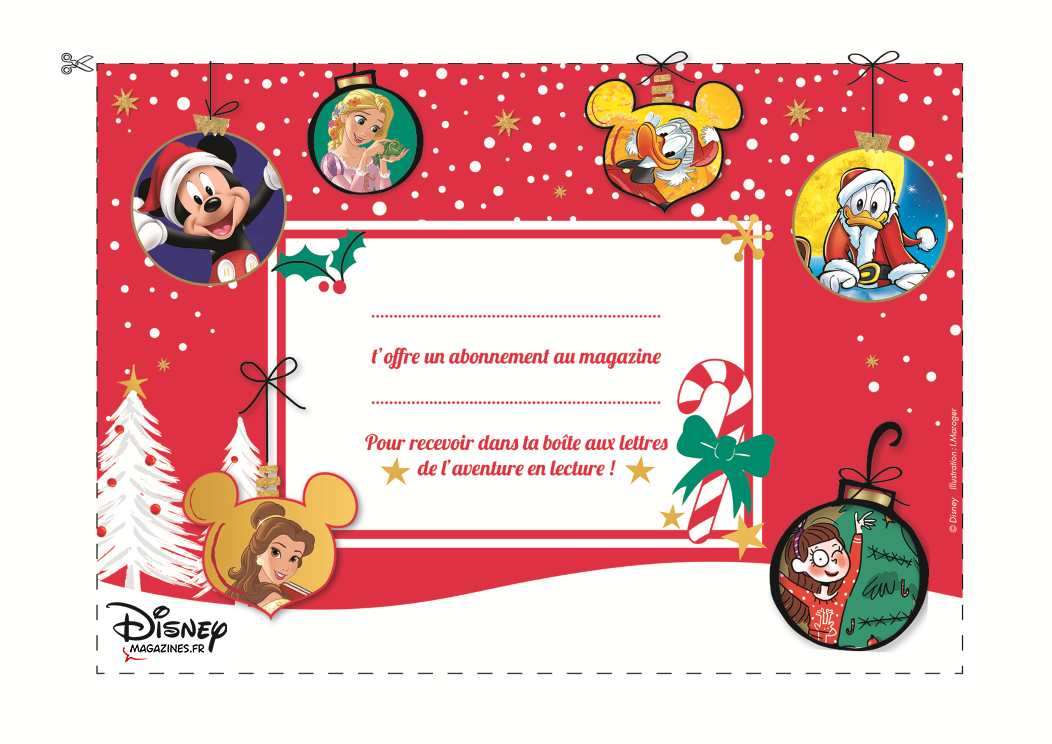 t'offre un abonnement au magazine
Pour recevoir dans ta boîte aux lettres
de l'aventure en lecture !
© Disney Illustration : I.Maroger
Disney
MAGAZINES.FR